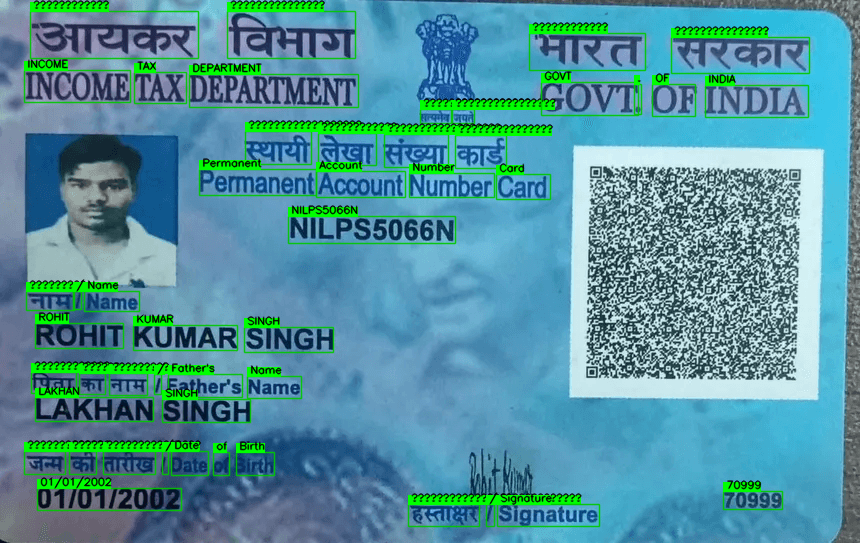 आयकर विभाग
INCOME TAX DEPARTMENT
भारत सरकार
GOVT. OF INDIA
सत्यमेव जयते
स्थायी लेखा संख्या कार्ड
Permanent Account Number Card
NILPS5066N
नाम / Name
ROHIT KUMAR SINGH
पिता का नाम / Father's Name
LAKHAN SINGH
जन्म की तारीख / Date of Birth
01/01/2002
Rohit Kumar
हस्ताक्षर / Signature
70999